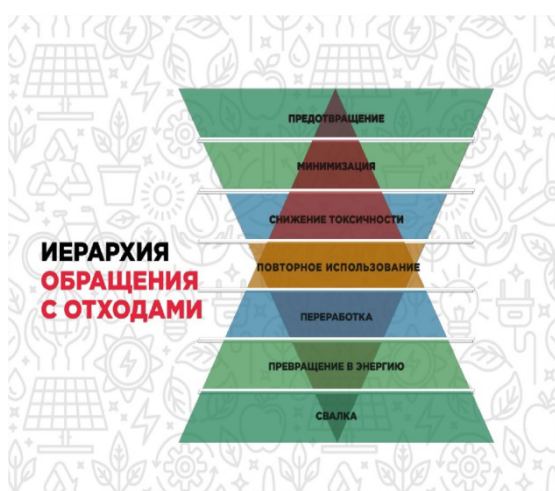 ИЕРАРХИЯ
ОБРАЩЕНИЯ
С ОТХОДАМИ
ПРЕДОТВРАЩЕНИЕ
МИНИМИЗАЦИЯ
СНИЖЕНИЕ ТОКСИЧНОСТИ
ПОВТОРНОЕ ИСПОЛЬЗОВАНИЕ
ПЕРЕРАБОТКА
ПРЕВРАЩЕНИЕ В ЭНЕРГИЮ
СВАЛКА